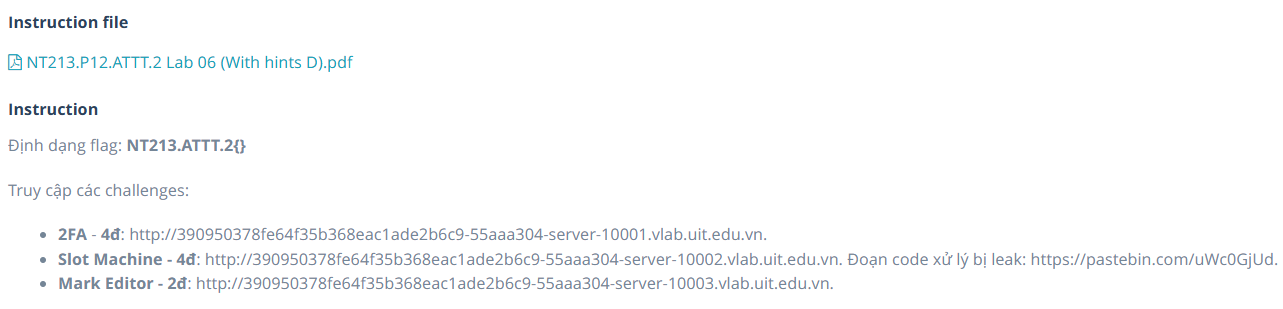 Instruction file
NT213.P12.ATTT.2 Lab 06 (With hints D).pdf
Instruction
Định dạng flag: NT213.ATTT.2{}
Truy cập các challenges:
2FA - 4đ: http://390950378fe64f35b368eac1ade2b6c9-55aaa304-server-10001.vlab.uit.edu.vn.
Slot Machine - 4đ: http://390950378fe64f35b368eac1ade2b6c9-55aaa304-server-10002.vlab.uit.edu.vn. Đoạn code xử lý bị leak: https://pastebin.com/uWc0GjUd.
Mark Editor - 2đ: http://390950378fe64f35b368eac1ade2b6c9-55aaa304-server-10003.vlab.uit.edu.vn.